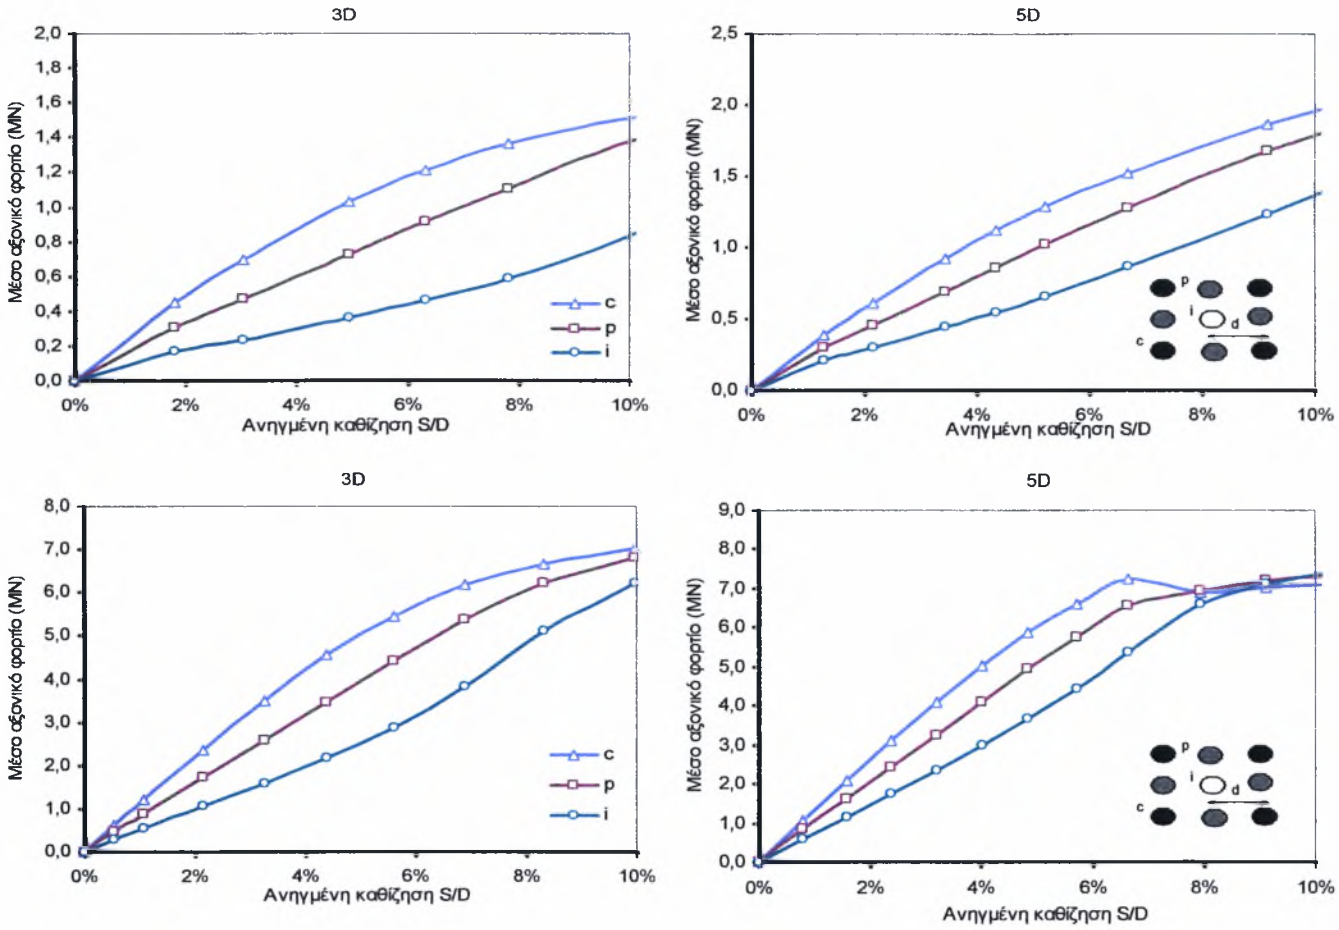 3D
Μέσο αξονικό φορτίο (MN)
2,0
1,8
1,6
1,4
1,2
1,0
0,8
0,6
0,4
0,2
0,0
0% 2% 4% 6% 8% 10%
Ανηγμένη καθίζηση S/D
c
p
i
5D
Μέσο αξονικό φορτίο (MN)
2,5
2,0
1,5
1,0
0,5
0,0
0% 2% 4% 6% 8% 10%
Ανηγμένη καθίζηση S/D
p
i
d
c
3D
Μέσο αξονικό φορτίο (MN)
8,0
7,0
6,0
5,0
4,0
3,0
2,0
1,0
0,0
0% 2% 4% 6% 8% 10%
Ανηγμένη καθίζηση S/D
c
p
i
5D
Μέσο αξονικό φορτίο (MN)
9,0
8,0
7,0
6,0
5,0
4,0
3,0
2,0
1,0
0,0
0% 2% 4% 6% 8% 10%
Ανηγμένη καθίζηση S/D
p
i
d
c